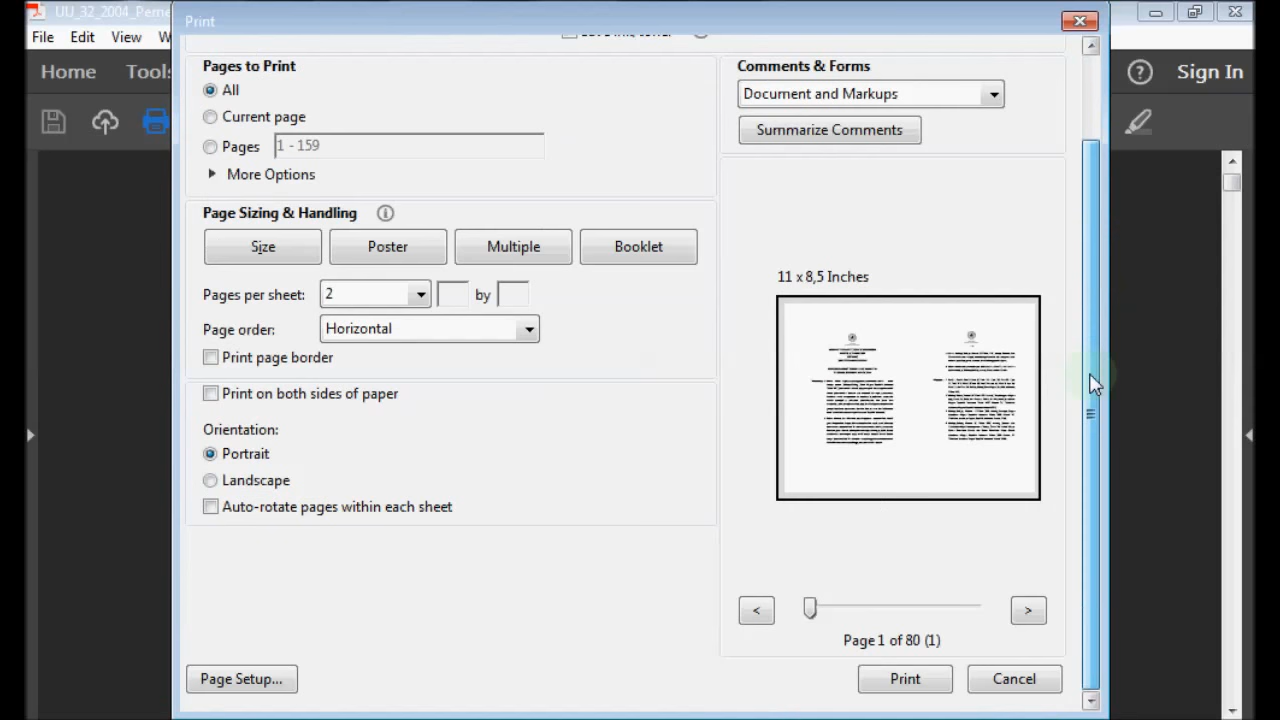 UU_32_2004_Peme
Print
File Edit View W
Home Tools
Sign In
Pages to Print
All
Current page
Pages 1 - 159
More Options
Comments & Forms
Document and Markups
Summarize Comments
Page Sizing & Handling
Size Poster Multiple Booklet
Pages per sheet: 2 by
Page order: Horizontal
Print page border
Print on both sides of paper
Orientation:
Portrait
Landscape
Auto-rotate pages within each sheet
11 x 8,5 Inches
< >
Page 1 of 80 (1)
Page Setup... Print Cancel